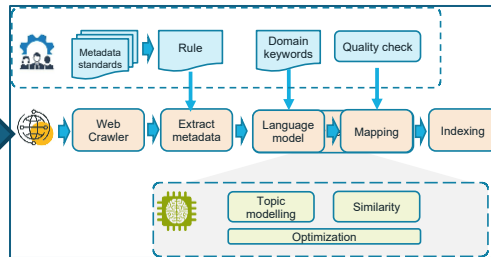 Metadata
standards
Rule
Domain
keywords
Quality check
Web
Crawler
Extract
metadata
Language
model
Mapping
Indexing
Topic
modelling
Similarity
Optimization